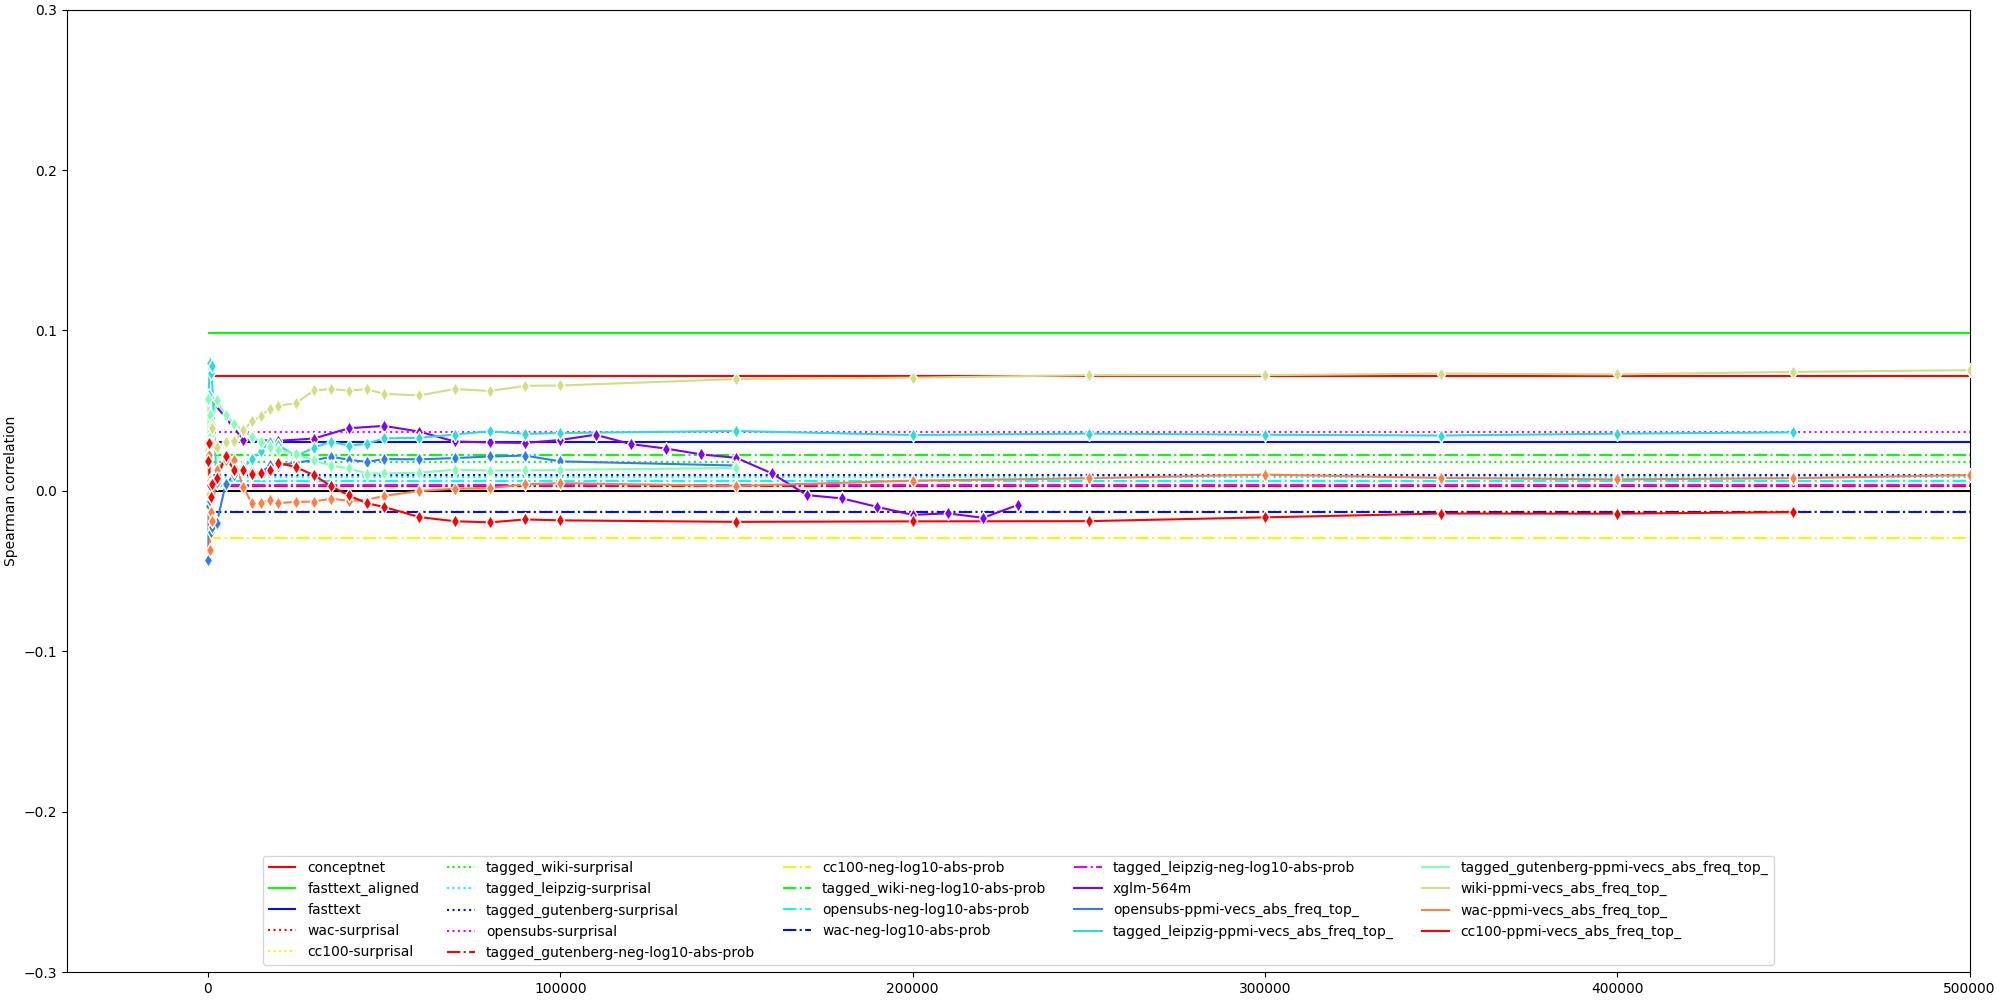 0.3
0.2
0.1
0.0
−0.1
−0.2
−0.3
Spearman correlation
conceptnet
fasttext_aligned
fasttext
wac-surprisal
cc100-surprisal
tagged_wiki-surprisal
tagged_leipzig-surprisal
tagged_gutenberg-surprisal
opensubs-surprisal
tagged_gutenberg-neg-log10-abs-prob
cc100-neg-log10-abs-prob
tagged_wiki-neg-log10-abs-prob
opensubs-neg-log10-abs-prob
wac-neg-log10-abs-prob
tagged_leipzig-neg-log10-abs-prob
xglm-564m
opensubs-ppmi-vecs_abs_freq_top_
tagged_leipzig-ppmi-vecs_abs_freq_top_
tagged_gutenberg-ppmi-vecs_abs_freq_top_
wiki-ppmi-vecs_abs_freq_top_
wac-ppmi-vecs_abs_freq_top_
cc100-ppmi-vecs_abs_freq_top_
0 100000 200000 300000 400000 500000